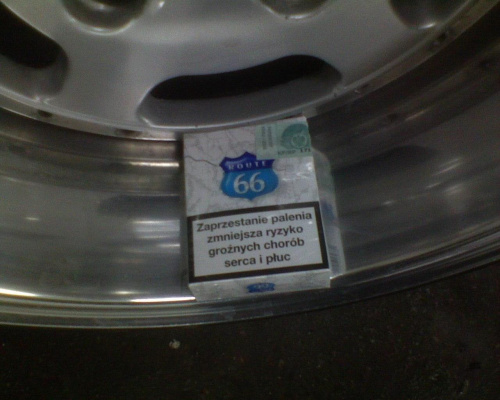 ROUTE
66
Zaprzestanie palenia
zmniejsza ryzyko
groźnych chorób
serca i płuc